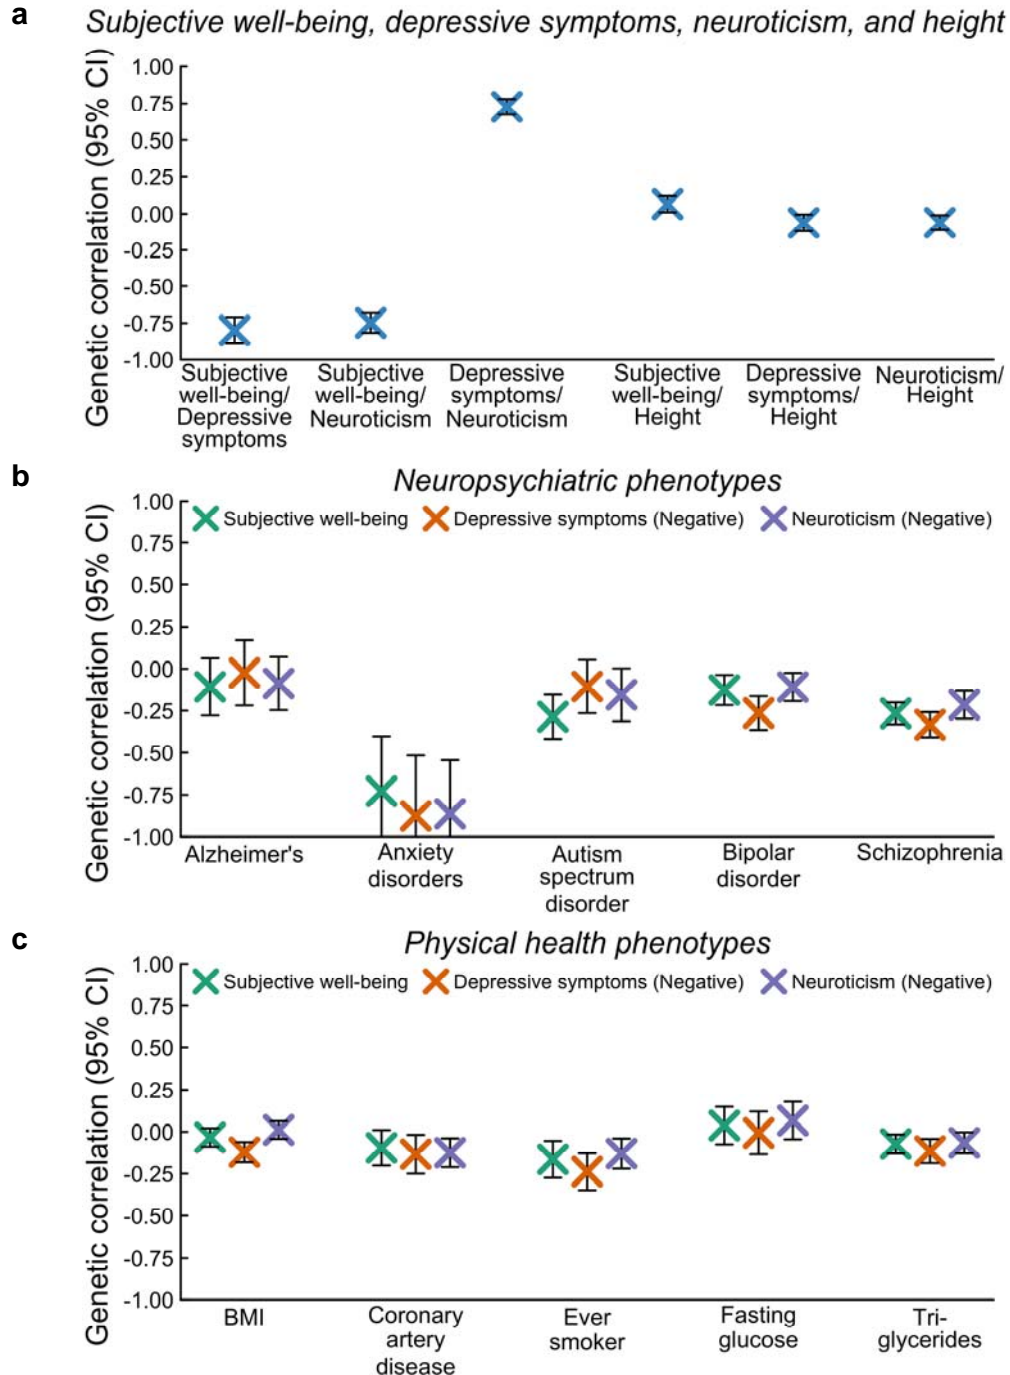 a
Subjective well-being, depressive symptoms, neuroticism, and height
Genetic correlation (95% CI)
1.00
0.75
0.50
0.25
0.00
-0.25
-0.50
-0.75
-1.00
Subjective
well-being/
Depressive
symptoms
Subjective
well-being/
Neuroticism
Depressive
symptoms/
Neuroticism
Subjective
well-being/
Height
Depressive
symptoms/
Height
Neuroticism/
Height
b
Neuropsychiatric phenotypes
Genetic correlation (95% CI)
1.00
0.75
0.50
0.25
0.00
-0.25
-0.50
-0.75
-1.00
Subjective well-being
Depressive symptoms (Negative)
Neuroticism (Negative)
Alzheimer's
Anxiety
disorders
Autism
spectrum
disorder
Bipolar
disorder
Schizophrenia
c
Physical health phenotypes
Genetic correlation (95% CI)
1.00
0.75
0.50
0.25
0.00
-0.25
-0.50
-0.75
-1.00
Subjective well-being
Depressive symptoms (Negative)
Neuroticism (Negative)
BMI
Coronary
artery
disease
Ever
smoker
Fasting
glucose
Tri-
glycerides